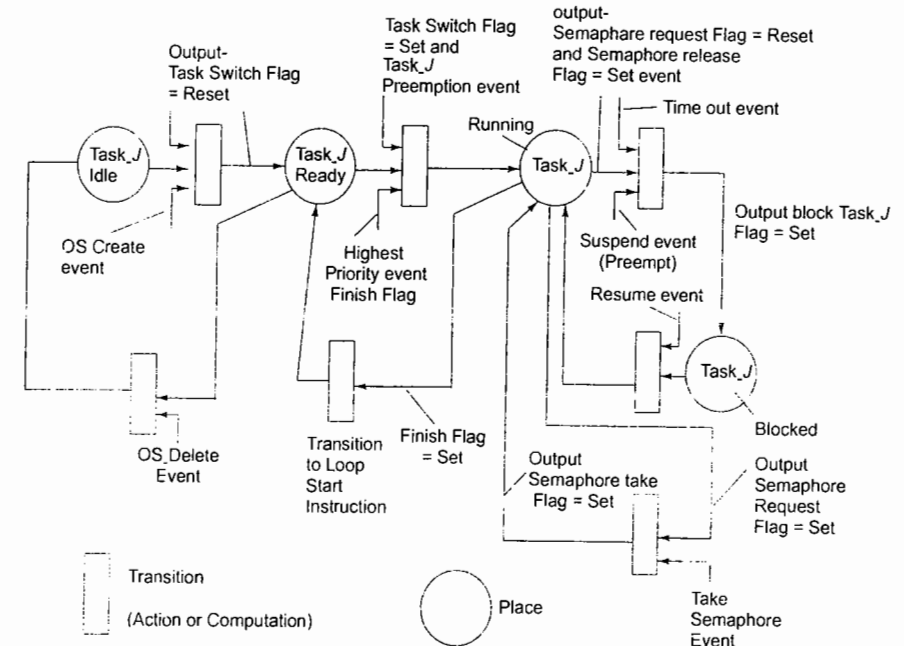 output-
Semaphare request Flag = Reset
and Semaphore release
Flag = Set event
Task Switch Flag
= Set and
Task_J
Preemption event
Output-
Task Switch Flag
= Reset
Time out event
Running
Task_J
Idle
Task_J
Ready
Task_J
OS Create
event
Highest
Priority event
Finish Flag
Suspend event
(Preempt)
Output block Task_J
Flag = Set
Resume event
Task_J
Blocked
OS_Delete
Event
Transition
to Loop
Start
Instruction
Finish Flag
= Set
Output
Semaphore take
Flag = Set
Output
Semaphore
Request
Flag = Set
Transition
(Action or Computation)
Place
Take
Semaphore
Event